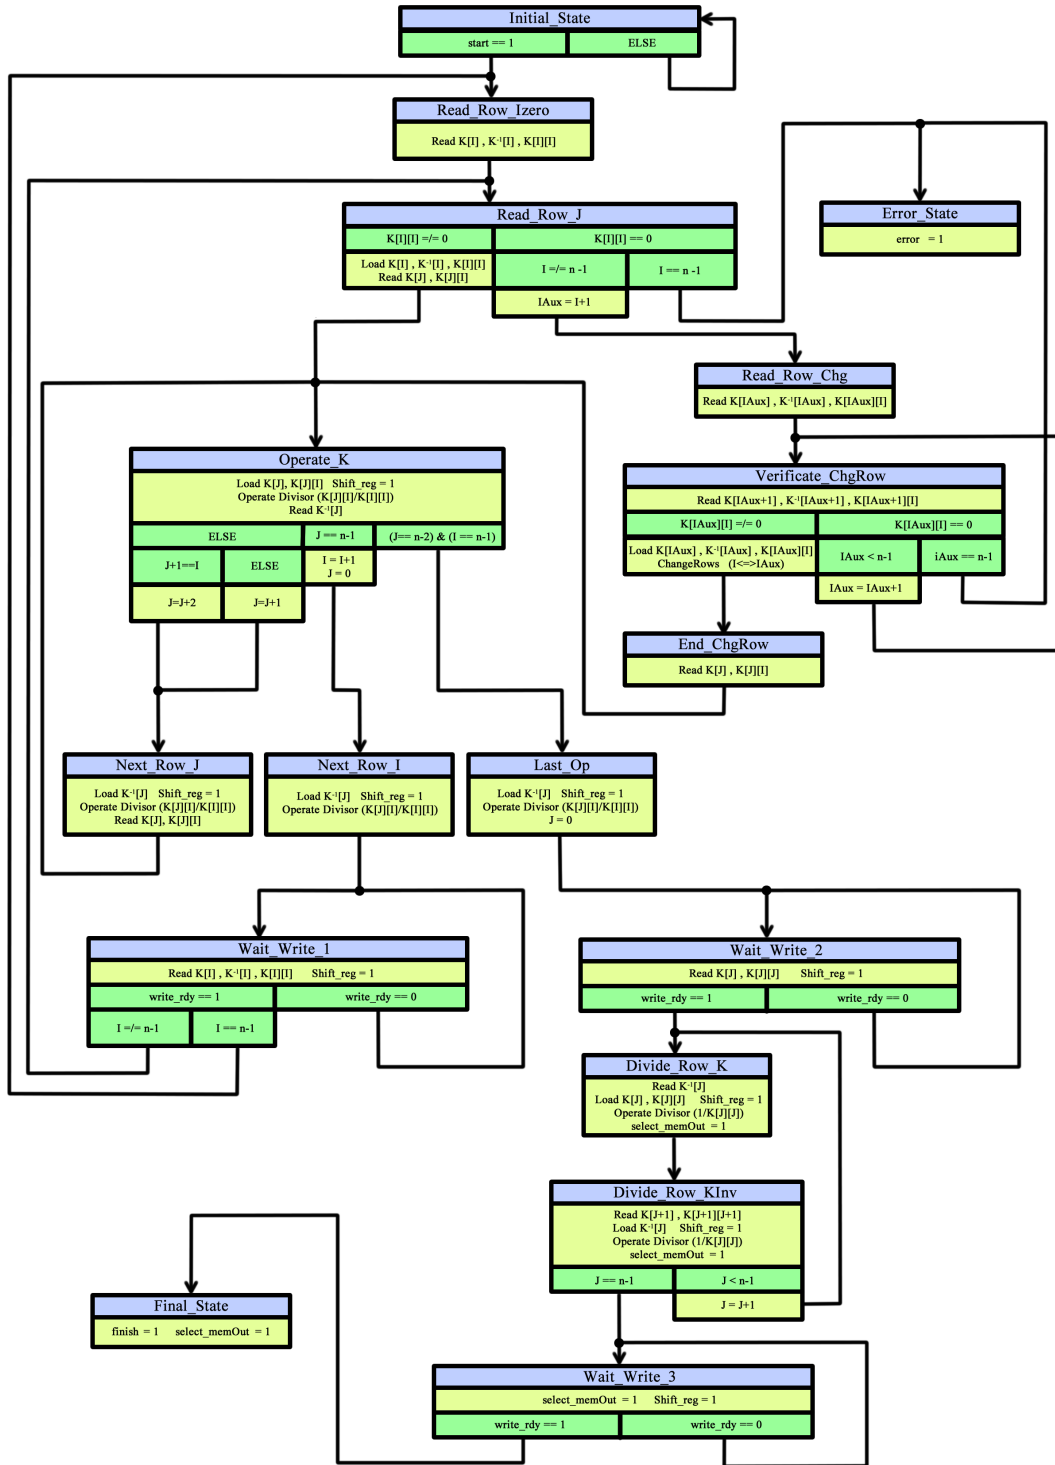 Initial_State
start == 1
ELSE
Read_Row_Izero
Read K[I] , K⁻¹[I] , K[I][I]
Read_Row_J
K[I][I] =/= 0
K[I][I] == 0
Load K[I] , K⁻¹[I] , K[I][I]
Read K[J] , K[J][I]
I =/= n -1
I == n -1
IAux = I+1
Error_State
error = 1
Read_Row_Chg
Read K[IAux] , K⁻¹[IAux] , K[IAux][I]
Operate_K
Load K[J], K[J][I] Shift_reg = 1
Operate Divisor (K[J][I]/K[I][I])
Read K⁻¹[J]
ELSE
J == n-1
(J== n-2) & (I == n-1)
J+1==I
ELSE
I = I+1
J = 0
J=J+2
J=J+1
Verificate_ChgRow
Read K[IAux+1] , K⁻¹[IAux+1] , K[IAux+1][I]
K[IAux][I] =/= 0
K[IAux][I] == 0
Load K[IAux] , K⁻¹[IAux] , K[IAux][I]
ChangeRows (I<=>IAux)
IAux < n-1
iAux == n-1
IAux = IAux+1
End_ChgRow
Read K[J] , K[J][I]
Next_Row_J
Load K⁻¹[J] Shift_reg = 1
Operate Divisor (K[J][I]/K[I][I])
Read K[J], K[J][I]
Next_Row_I
Load K⁻¹[J] Shift_reg = 1
Operate Divisor (K[J][I]/K[I][I])
Last_Op
Load K⁻¹[J] Shift_reg = 1
Operate Divisor (K[J][I]/K[I][I])
J = 0
Wait_Write_1
Read K[I] , K⁻¹[I] , K[I][I] Shift_reg = 1
write_rdy == 1
write_rdy == 0
I =/= n-1
I == n-1
Wait_Write_2
Read K[J] , K[J][J] Shift_reg = 1
write_rdy == 1
write_rdy == 0
Divide_Row_K
Read K⁻¹[J]
Load K[J] , K[J][J] Shift_reg = 1
Operate Divisor (1/K[J][J])
select_memOut = 1
Divide_Row_KInv
Read K[J+1] , K[J+1][J+1]
Load K⁻¹[J] Shift_reg = 1
Operate Divisor (1/K[J][J])
select_memOut = 1
J == n-1
J < n-1
J = J+1
Final_State
finish = 1 select_memOut = 1
Wait_Write_3
select_memOut = 1 Shift_reg = 1
write_rdy == 1
write_rdy == 0